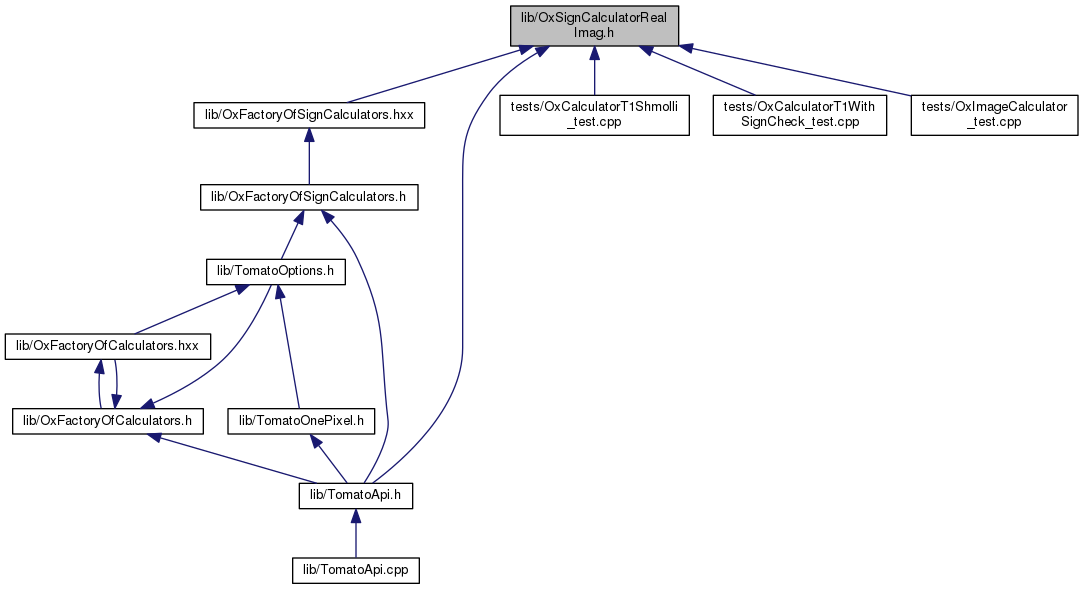 lib/OxSignCalculatorReal
Imag.h
lib/OxFactoryOfSignCalculators.hxx
tests/OxCalculatorT1Shmolli
_test.cpp
tests/OxCalculatorT1With
SignCheck_test.cpp
tests/OxImageCalculator
_test.cpp
lib/OxFactoryOfSignCalculators.h
lib/TomatoOptions.h
lib/OxFactoryOfCalculators.hxx
lib/OxFactoryOfCalculators.h
lib/TomatoOnePixel.h
lib/TomatoApi.h
lib/TomatoApi.cpp